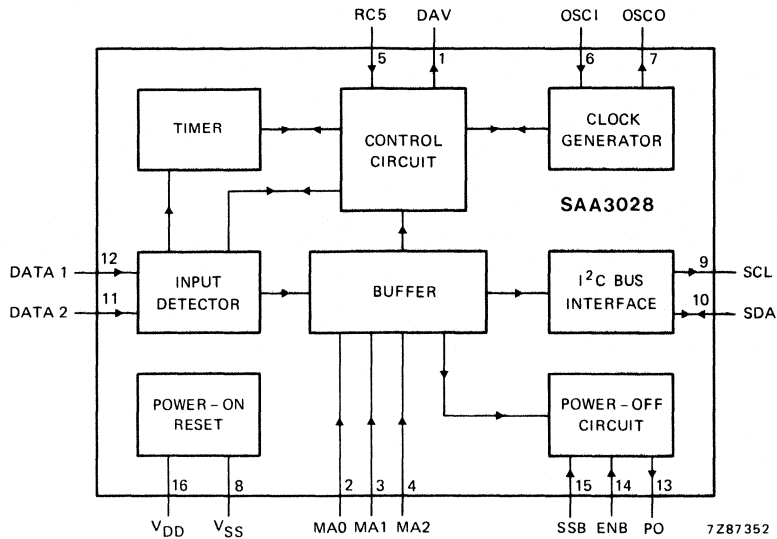 RC5 DAV OSCI OSCO
5 1 6 7
TIMER
CONTROL
CIRCUIT
CLOCK
GENERATOR
SAA3028
DATA 1 12
DATA 2 11
INPUT
DETECTOR
BUFFER
I²C BUS
INTERFACE
9 SCL
10 SDA
POWER-ON
RESET
POWER-OFF
CIRCUIT
16 8 2 3 4 15 14 13
VDD VSS MA0 MA1 MA2 SSB ENB PO 7Z87352